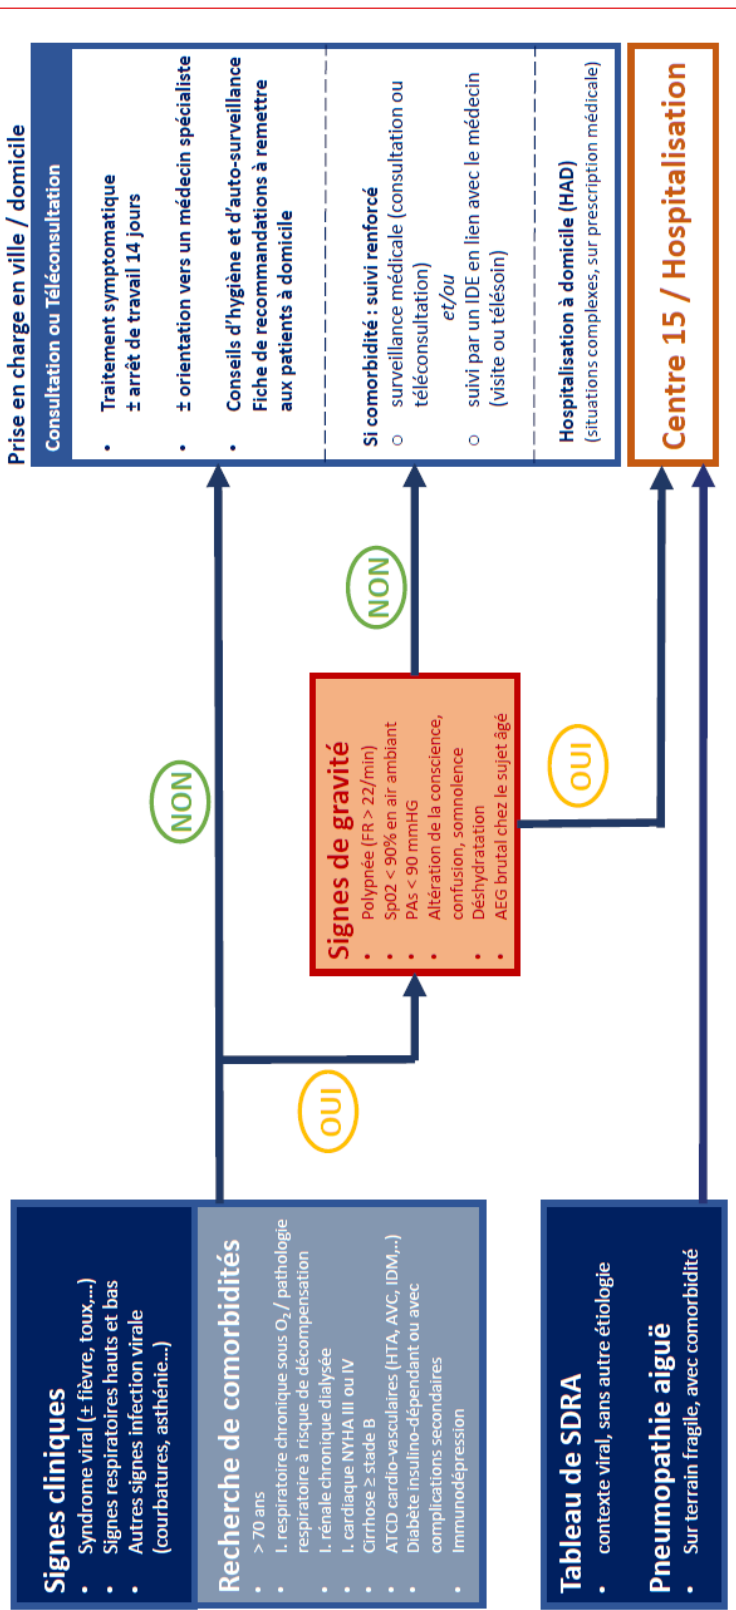 Signes cliniques
• Syndrome viral (± fièvre, toux,…)
• Signes respiratoires hauts et bas
• Autres signes infection virale
(courbatures, asthénie…)
Recherche de comorbidités
• > 70 ans
• I. respiratoire chronique sous O₂ / pathologie
respiratoire à risque de décompensation
• I. rénale chronique dialysée
• I. cardiaque NYHA III ou IV
• Cirrhose ≥ stade B
• ATCD cardio-vasculaires (HTA, AVC, IDM,..)
• Diabète insulino-dépendant ou avec
complications secondaires
• Immunodépression
Tableau de SDRA
• contexte viral, sans autre étiologie
Pneumopathie aiguë
• Sur terrain fragile, avec comorbidité
OUI
NON
Signes de gravité
• Polypnée (FR > 22/min)
• Sp02 < 90% en air ambiant
• PAs < 90 mmHG
• Altération de la conscience,
confusion, somnolence
• Déshydratation
• AEG brutal chez le sujet âgé
NON
OUI
Prise en charge en ville / domicile
Consultation ou Téléconsultation
• Traitement symptomatique
± arrêt de travail 14 jours
• ± orientation vers un médecin spécialiste
• Conseils d'hygiène et d'auto-surveillance
Fiche de recommandations à remettre
aux patients à domicile
Si comorbidité : suivi renforcé
○ surveillance médicale (consultation ou
téléconsultation)
et/ou
○ suivi par un IDE en lien avec le médecin
(visite ou télésoin)
Hospitalisation à domicile (HAD)
(situations complexes, sur prescription médicale)
Centre 15 / Hospitalisation